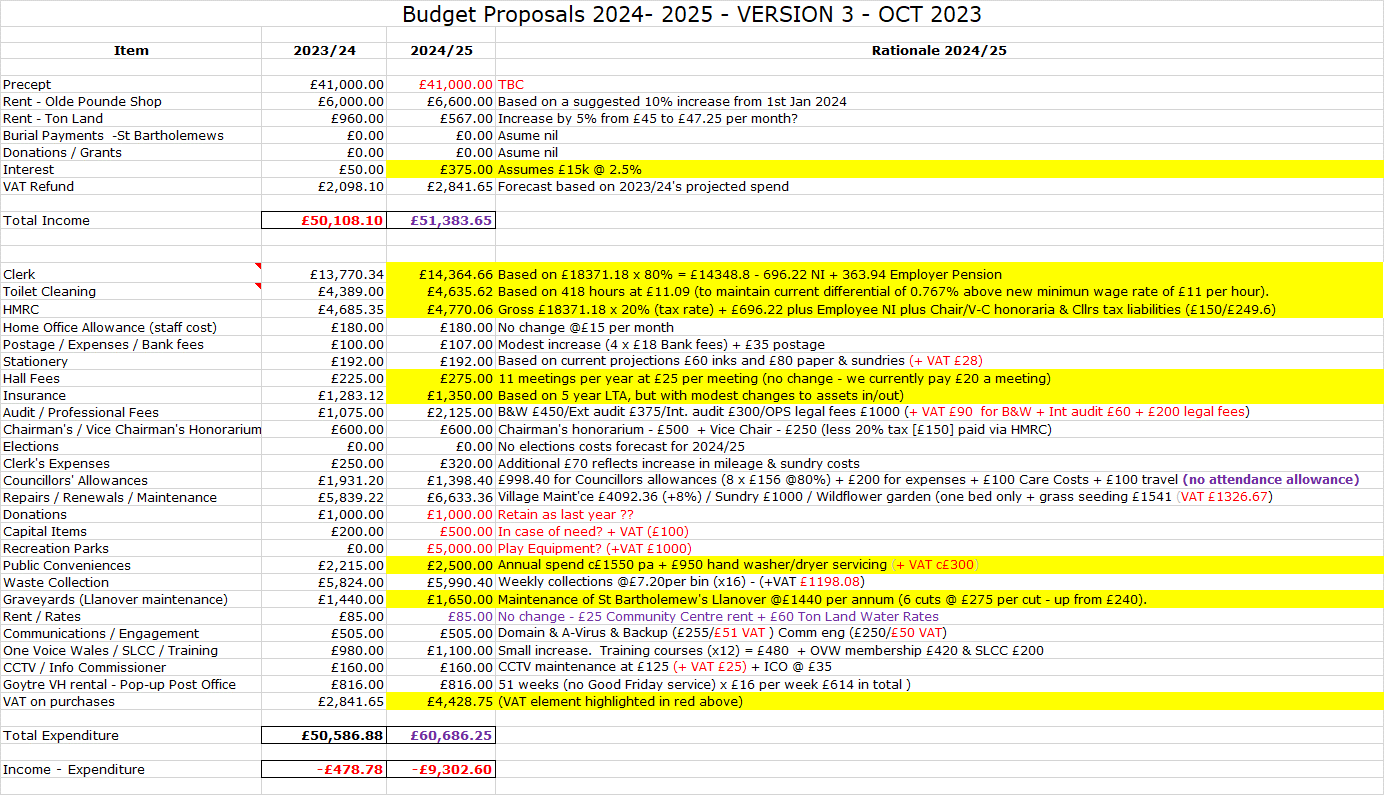 Budget Proposals 2024- 2025 - VERSION 3 - OCT 2023
Item 2023/24 2024/25 Rationale 2024/25
Precept £41,000.00 £41,000.00 TBC
Rent - Olde Pounde Shop £6,000.00 £6,600.00 Based on a suggested 10% increase from 1st Jan 2024
Rent - Ton Land £960.00 £567.00 Increase by 5% from £45 to £47.25 per month?
Burial Payments -St Bartholemews £0.00 £0.00 Asume nil
Donations / Grants £0.00 £0.00 Asume nil
Interest £50.00 £375.00 Assumes £15k @ 2.5%
VAT Refund £2,098.10 £2,841.65 Forecast based on 2023/24's projected spend
Total Income £50,108.10 £51,383.65
Clerk £13,770.34 £14,364.66 Based on £18371.18 x 80% = £14348.8 - 696.22 NI + 363.94 Employer Pension
Toilet Cleaning £4,389.00 £4,635.62 Based on 418 hours at £11.09 (to maintain current differential of 0.767% above new minimun wage rate of £11 per hour).
HMRC £4,685.35 £4,770.06 Gross £18371.18 x 20% (tax rate) + £696.22 plus Employee NI plus Chair/V-C honoraria & Cllrs tax liabilities (£150/£249.6)
Home Office Allowance (staff cost) £180.00 £180.00 No change @£15 per month
Postage / Expenses / Bank fees £100.00 £107.00 Modest increase (4 x £18 Bank fees) + £35 postage
Stationery £192.00 £192.00 Based on current projections £60 inks and £80 paper & sundries (+ VAT £28)
Hall Fees £225.00 £275.00 11 meetings per year at £25 per meeting (no change - we currently pay £20 a meeting)
Insurance £1,283.12 £1,350.00 Based on 5 year LTA, but with modest changes to assets in/out)
Audit / Professional Fees £1,075.00 £2,125.00 B&W £450/Ext audit £375/Int. audit £300/OPS legal fees £1000 (+ VAT £90 for B&W + Int audit £60 + £200 legal fees)
Chairman's / Vice Chairman's Honorarium £600.00 £600.00 Chairman's honorarium - £500 + Vice Chair - £250 (less 20% tax [£150] paid via HMRC)
Elections £0.00 £0.00 No elections costs forecast for 2024/25
Clerk's Expenses £250.00 £320.00 Additional £70 reflects increase in mileage & sundry costs
Councillors' Allowances £1,931.20 £1,398.40 £998.40 for Councillors allowances (8 x £156 @80%) + £200 for expenses + £100 Care Costs + £100 travel (no attendance allowance)
Repairs / Renewals / Maintenance £5,839.22 £6,633.36 Village Maint'ce £4092.36 (+8%) / Sundry £1000 / Wildflower garden (one bed only + grass seeding £1541 (VAT £1326.67)
Donations £1,000.00 £1,000.00 Retain as last year ??
Capital Items £200.00 £500.00 In case of need? + VAT (£100)
Recreation Parks £0.00 £5,000.00 Play Equipment? (+VAT £1000)
Public Conveniences £2,215.00 £2,500.00 Annual spend c£1550 pa + £950 hand washer/dryer servicing (+ VAT c£300)
Waste Collection £5,824.00 £5,990.40 Weekly collections @£7.20per bin (x16) - (+VAT £1198.08)
Graveyards (Llanover maintenance) £1,440.00 £1,650.00 Maintenance of St Bartholemew's Llanover @£1440 per annum (6 cuts @ £275 per cut - up from £240).
Rent / Rates £85.00 £85.00 No change - £25 Community Centre rent + £60 Ton Land Water Rates
Communications / Engagement £505.00 £505.00 Domain & A-Virus & Backup (£255/£51 VAT ) Comm eng (£250/£50 VAT)
One Voice Wales / SLCC / Training £980.00 £1,100.00 Small increase. Training courses (x12) = £480 + OVW membership £420 & SLCC £200
CCTV / Info Commissioner £160.00 £160.00 CCTV maintenance at £125 (+ VAT £25) + ICO @ £35
Goytre VH rental - Pop-up Post Office £816.00 £816.00 51 weeks (no Good Friday service) x £16 per week £614 in total )
VAT on purchases £2,841.65 £4,428.75 (VAT element highlighted in red above)
Total Expenditure £50,586.88 £60,686.25
Income - Expenditure -£478.78 -£9,302.60